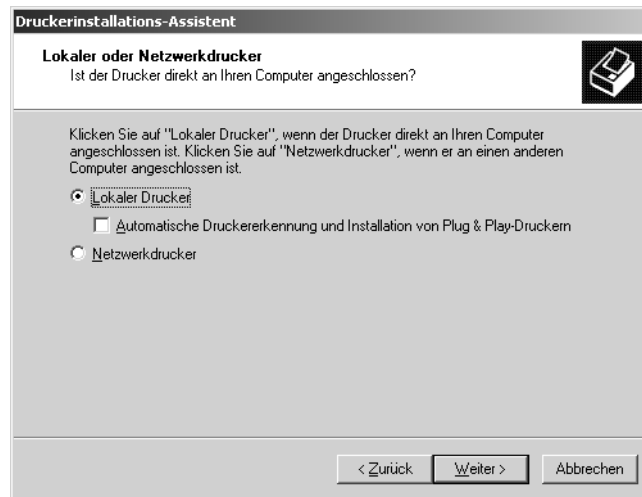 Druckerinstallations-Assistent
Lokaler oder Netzwerkdrucker
Ist der Drucker direkt an Ihren Computer angeschlossen?
Klicken Sie auf "Lokaler Drucker", wenn der Drucker direkt an Ihren Computer
angeschlossen ist. Klicken Sie auf "Netzwerkdrucker", wenn er an einen anderen
Computer angeschlossen ist.
Lokaler Drucker
Automatische Druckererkennung und Installation von Plug & Play-Druckern
Netzwerkdrucker
< Zurück Weiter > Abbrechen